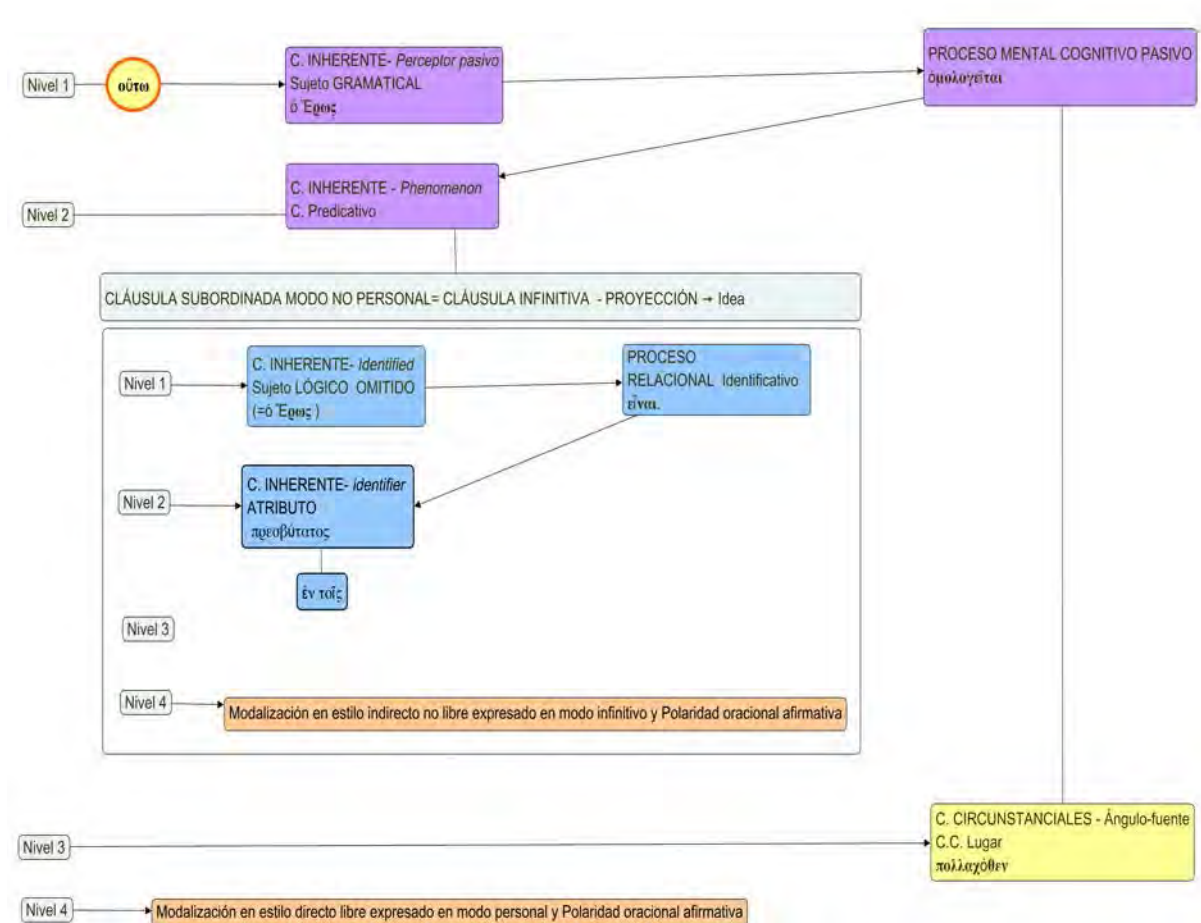 Nivel 1
οὕτω
C. INHERENTE- Perceptor pasivo
Sujeto GRAMATICAL
ὁ Ἔρως
PROCESO MENTAL COGNITIVO PASIVO
ὁμολογεῖται
Nivel 2
C. INHERENTE - Phenomenon
C. Predicativo
CLÁUSULA SUBORDINADA MODO NO PERSONAL= CLÁUSULA INFINITIVA - PROYECCIÓN → Idea
Nivel 1
C. INHERENTE- Identified
Sujeto LÓGICO OMITIDO
(=ὁ Ἔρως )
PROCESO
RELACIONAL Identificativo
εἶναι.
Nivel 2
C. INHERENTE- Identifier
ATRIBUTO
πρεσβύτατος
ἐν τοῖς
Nivel 3
Nivel 4
Modalización en estilo indirecto no libre expresado en modo infinitivo y Polaridad oracional afirmativa
Nivel 3
C. CIRCUNSTANCIALES - Ángulo-fuente
C.C. Lugar
πολλαχόθεν
Nivel 4
Modalización en estilo directo libre expresado en modo personal y Polaridad oracional afirmativa